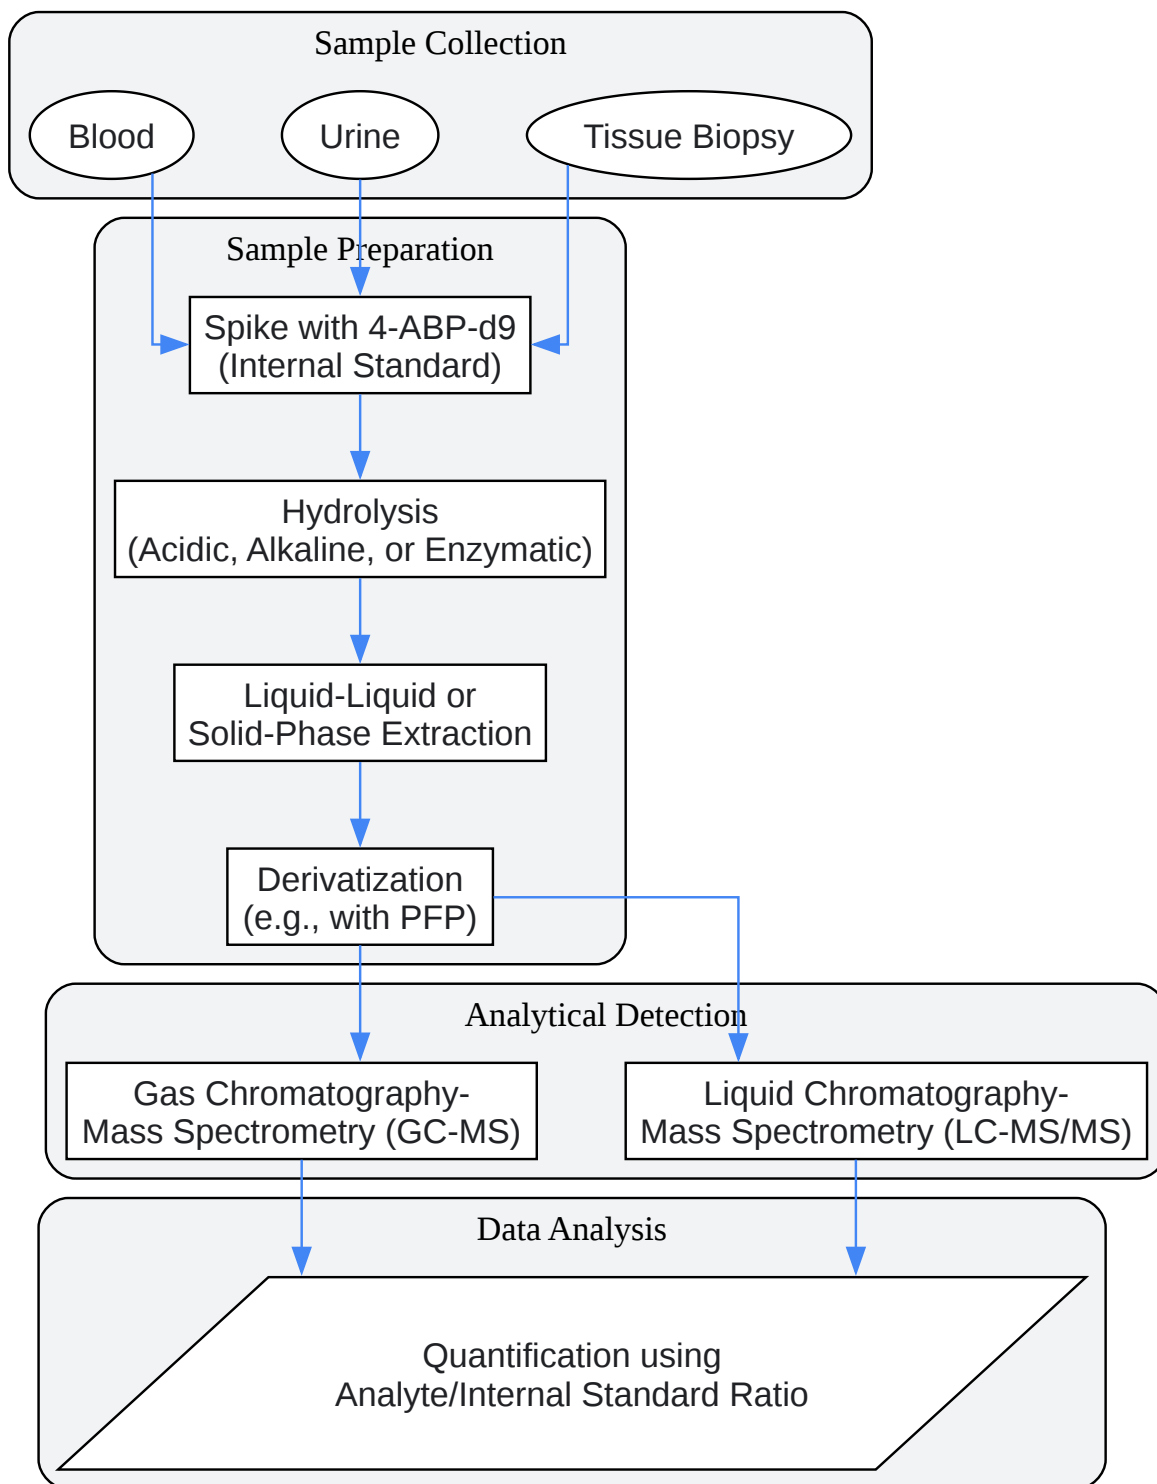 Sample Collection
Blood
Urine
Tissue Biopsy
Sample Preparation
Spike with 4-ABP-d9
(Internal Standard)
Hydrolysis
(Acidic, Alkaline, or Enzymatic)
Liquid-Liquid or
Solid-Phase Extraction
Derivatization
(e.g., with PFP)
Analytical Detection
Gas Chromatography-
Mass Spectrometry (GC-MS)
Liquid Chromatography-
Mass Spectrometry (LC-MS/MS)
Data Analysis
Quantification using
Analyte/Internal Standard Ratio